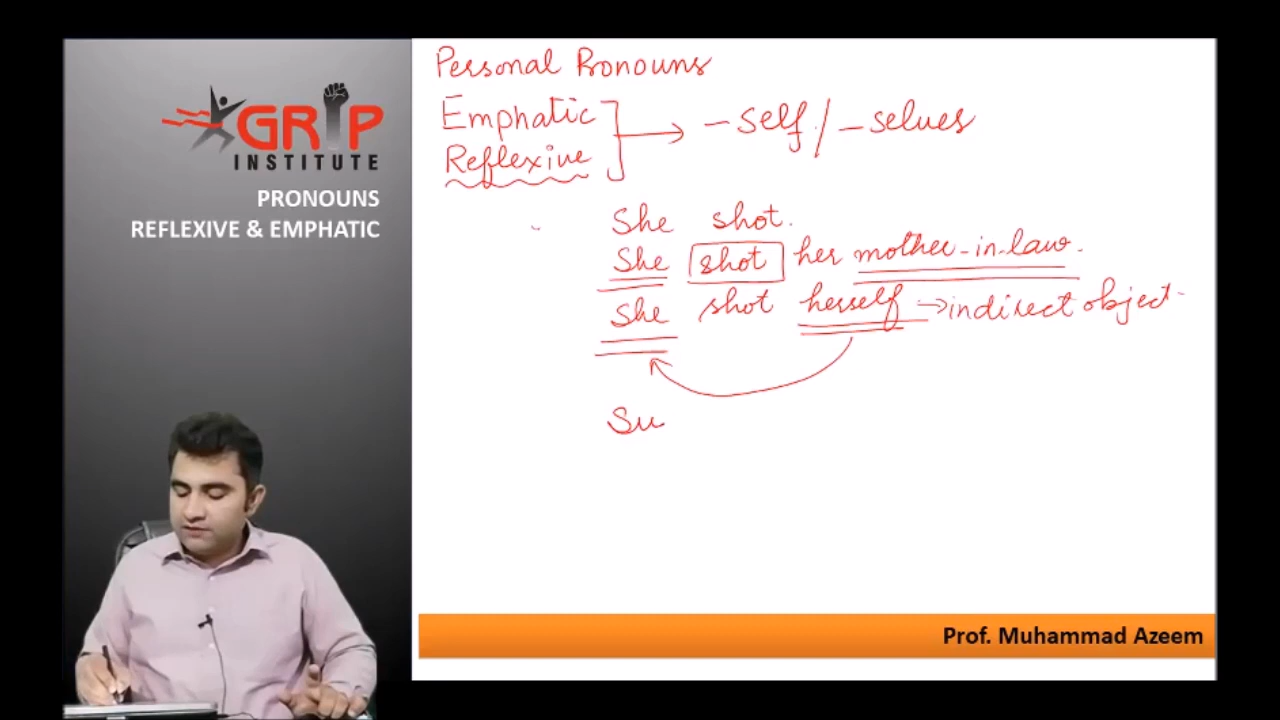 GRIP
INSTITUTE
PRONOUNS
REFLEXIVE & EMPHATIC
Personal Pronouns
Emphatic
Reflexive
-self/-selves
She shot.
She shot her mother-in-law.
She shot herself → indirect object.
Su
Prof. Muhammad Azeem